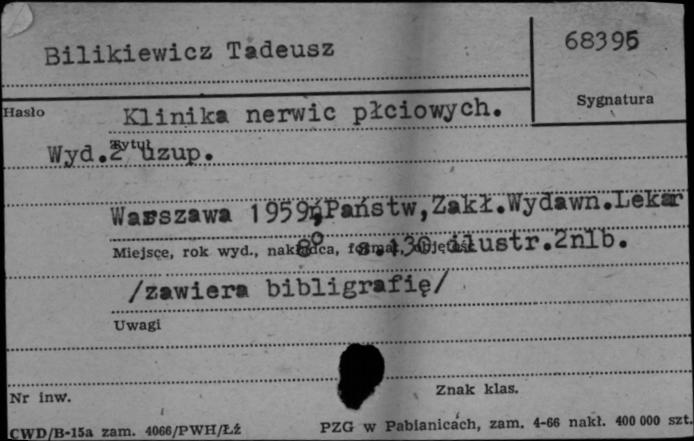 Bilikiewicz Tadeusz
68395
Hasło
Sygnatura
Klinika nerwic płciowych.
Tytuł
Wyd.2 uzup.
Warszawa 1959, Państw,Zakł.Wydawn.Lekar
Miejsce, rok wyd., nakładca, format, objętość
8° s.430 ilustr.2nlb.
/zawiera bibligrafię/
Uwagi
Nr inw.
Znak klas.
CWD/B-15a zam. 4066/PWH/Łź
PZG w Pabianicach, zam. 4-66 nakł. 400 000 szt.